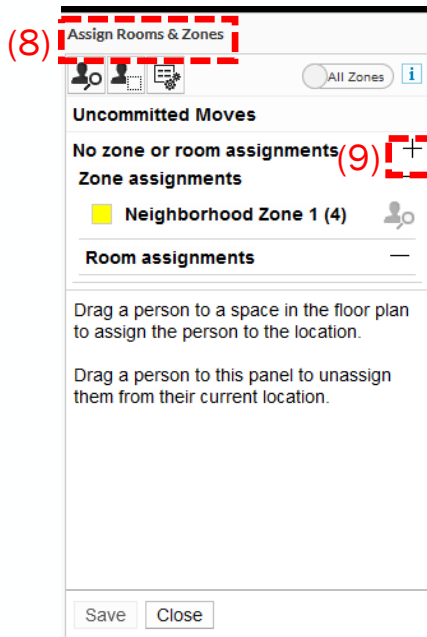 (8) Assign Rooms & Zones
All Zones i
Uncommitted Moves
No zone or room assignments (9) +
Zone assignments —
Neighborhood Zone 1 (4)
Room assignments —
Drag a person to a space in the floor plan
to assign the person to the location.
Drag a person to this panel to unassign
them from their current location.
Save Close